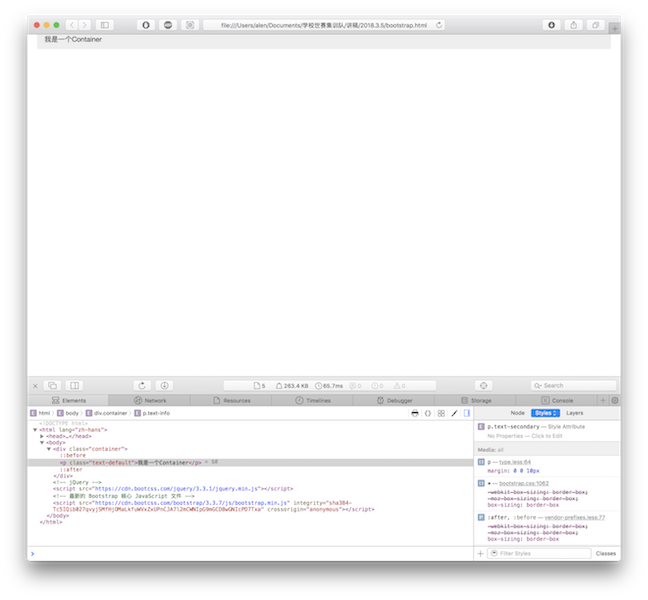 file:///Users/alen/Documents/学校世赛集训队/讲稿/2018.3.5/bootstrap.html
我是一个Container
5 293.4 KB 65.7ms 0 0 0 Search
Elements Network Resources Timelines Debugger Storage Console
html body div.container p.text-info Node Styles Layers
<!DOCTYPE html>
<html lang="zh-hans">
<head>…</head>
<body>
<div class="container">
::before
<p class="text-default">我是一个Container</p> = $0
::after
</div>
<!-- jQuery -->
<script src="https://cdn.bootcss.com/jquery/3.3.1/jquery.min.js"></script>
<!-- 最新的 Bootstrap 核心 JavaScript 文件 -->
<script src="https://cdn.bootcss.com/bootstrap/3.3.7/js/bootstrap.min.js" integrity="sha384-
Tc5IQib027qvyjSMfHjOMaLkfuWVxZxUPnCJA7l2mCWNIpG9mGCD8wGNIcPD7Txa" crossorigin="anonymous"></script>
</body>
</html>
p.text-secondary — Style Attribute
No Properties — Click to Edit
Media: all
p — type.less:64
margin: 0 0 10px
* — bootstrap.css:1062
-webkit-box-sizing: border-box;
-moz-box-sizing: border-box;
box-sizing: border-box
:after, :before — vendor-prefixes.less:77
-webkit-box-sizing: border-box;
-moz-box-sizing: border-box;
box-sizing: border-box
Filter Styles Classes